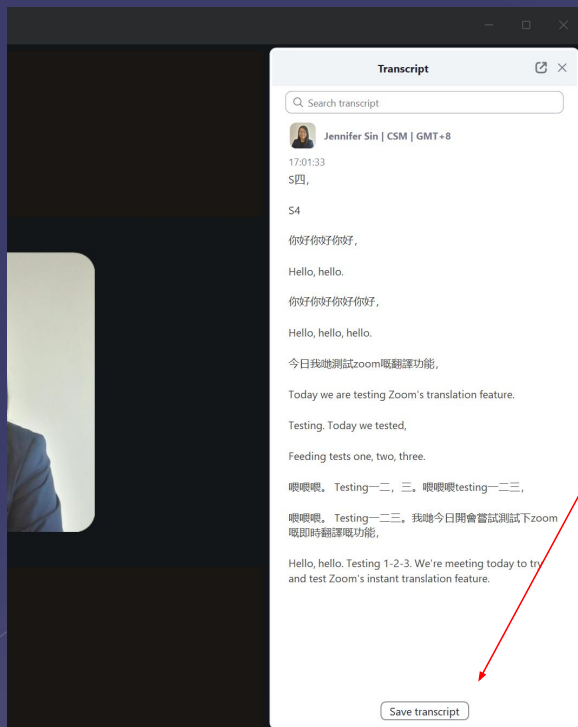 Transcript
Search transcript
Jennifer Sin | CSM | GMT+8
17:01:33
S四，
S4
你好你好你好，
Hello, hello.
你好你好你好你好，
Hello, hello, hello.
今日我哋測試zoom嘅翻譯功能，
Today we are testing Zoom's translation feature.
Testing. Today we tested,
Feeding tests one, two, three.
喂喂喂。 Testing一二，三。喂喂喂testing一二三，
喂喂喂。 Testing一二三。我哋今日開會嘗試測試下zoom
嘅即時翻譯嘅功能，
Hello, hello. Testing 1-2-3. We're meeting today to try
and test Zoom's instant translation feature.
Save transcript